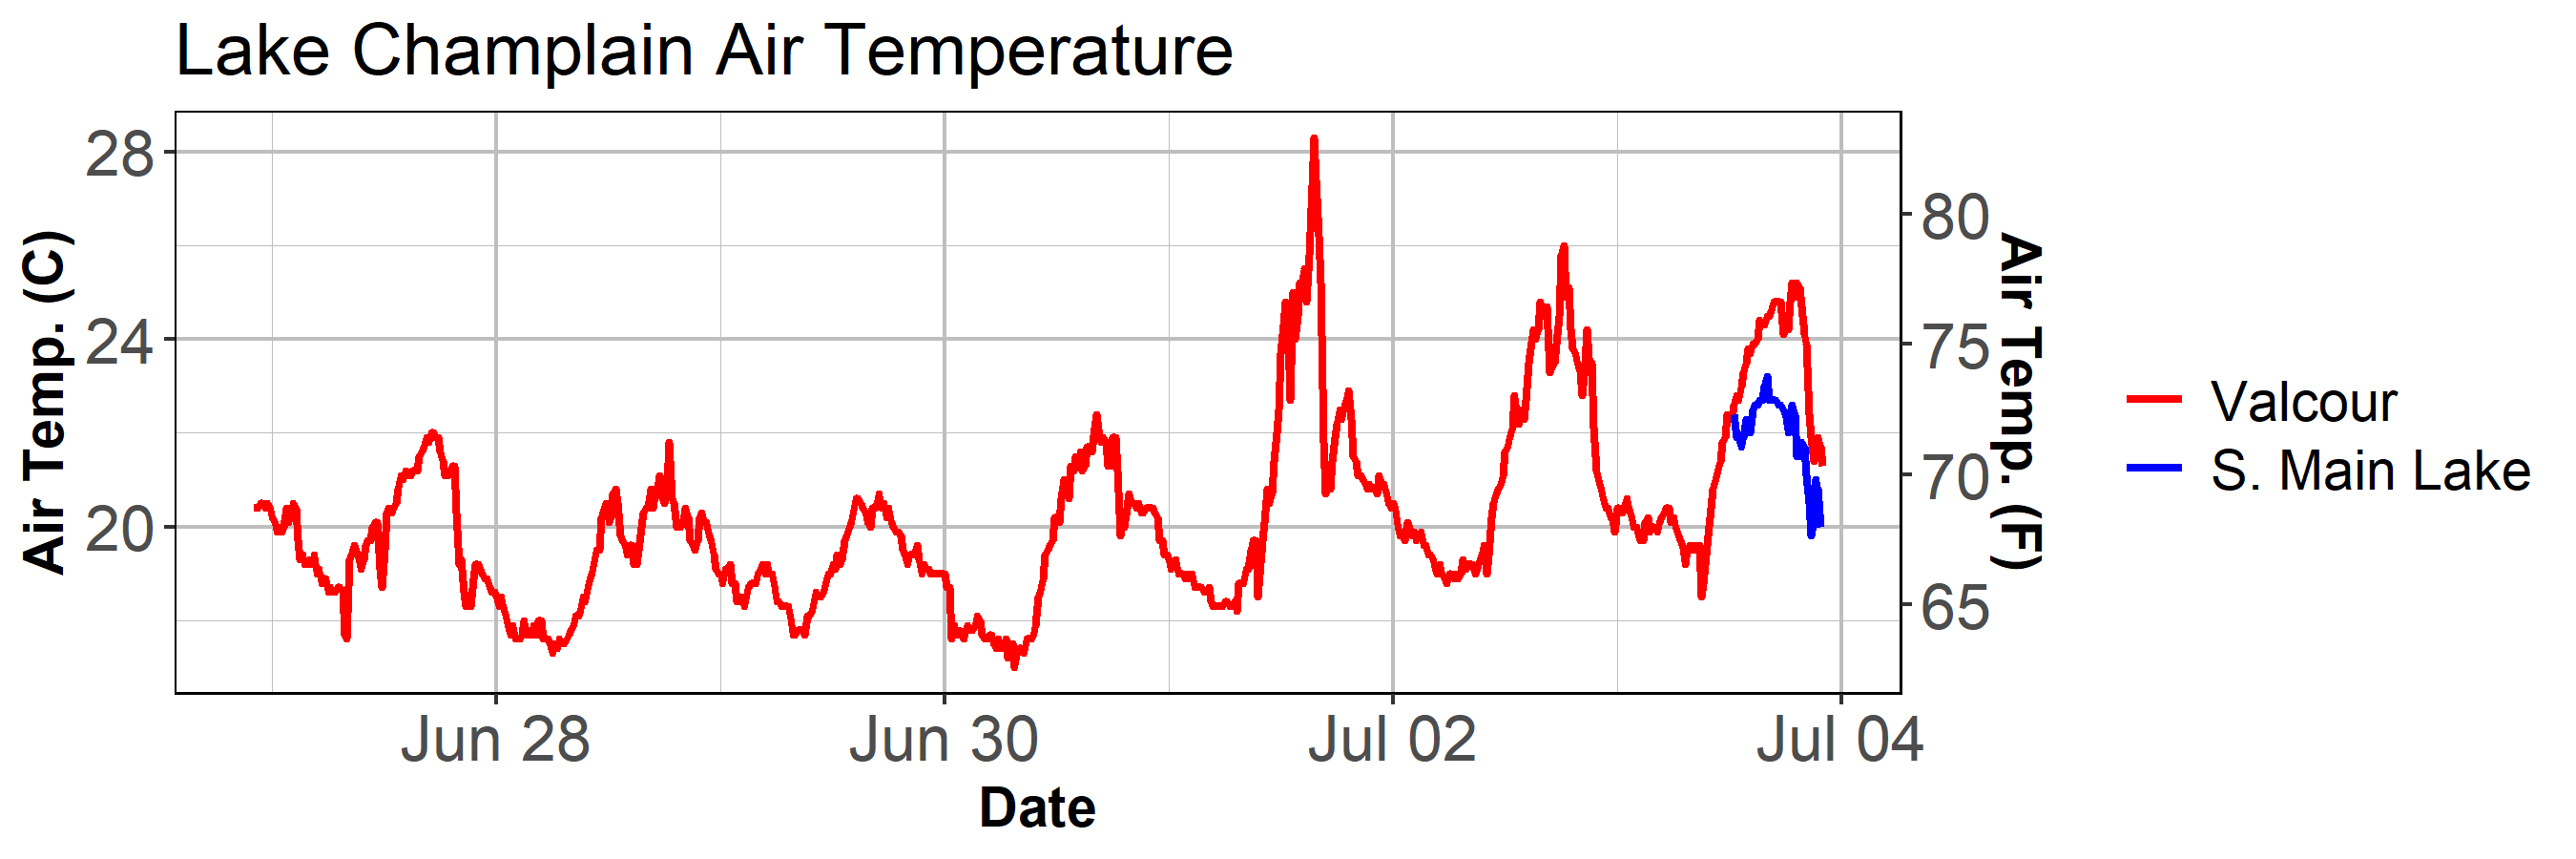 Lake Champlain Air Temperature
Air Temp. (C)
28
24
20
80
75
70
65
Air Temp. (F)
Jun 28
Jun 30
Jul 02
Jul 04
Date
Valcour
S. Main Lake